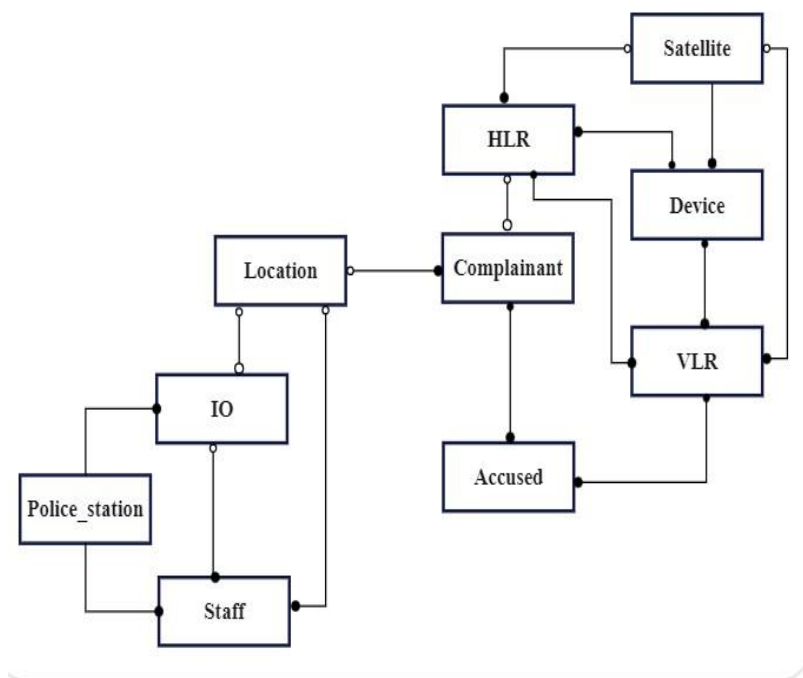 Satellite
HLR
Device
Location
Complainant
VLR
IO
Accused
Police_station
Staff